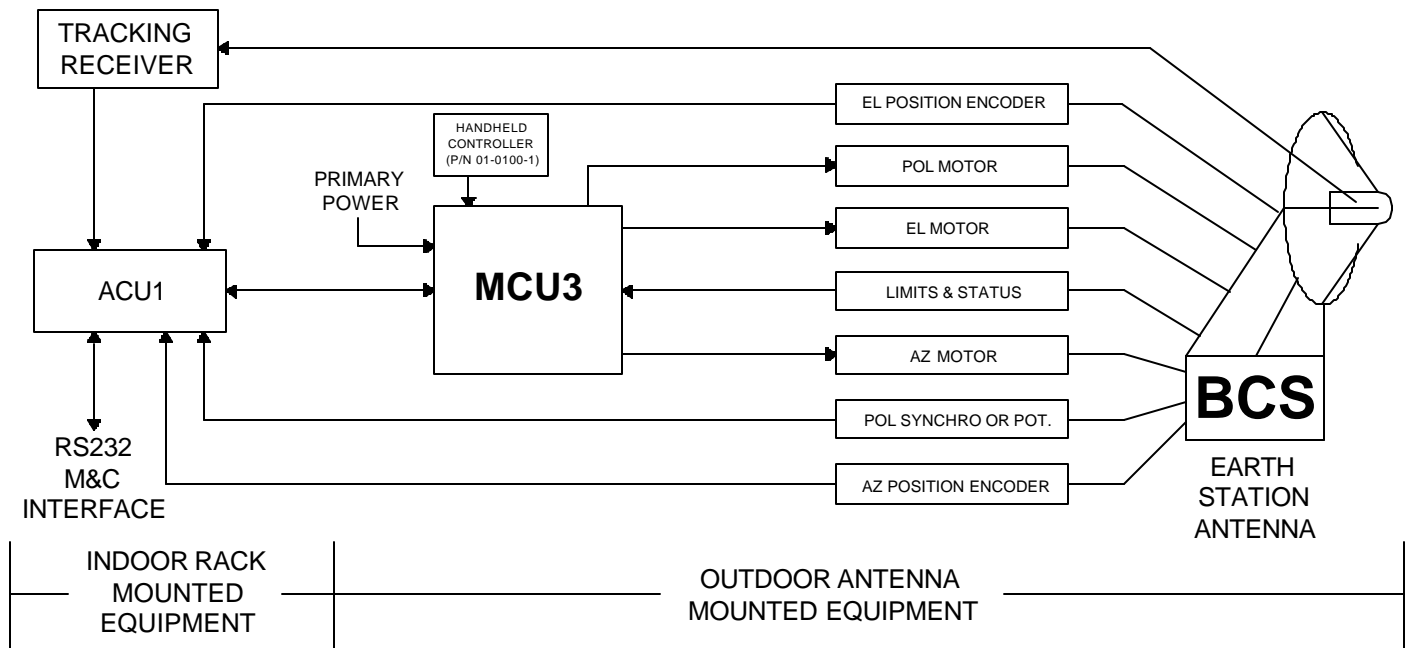 TRACKING
RECEIVER
EL POSITION ENCODER
HANDHELD
CONTROLLER
(P/N 01-0100-1)
POL MOTOR
PRIMARY
POWER
EL MOTOR
ACU1
MCU3
LIMITS & STATUS
AZ MOTOR
BCS
POL SYNCHRO OR POT.
RS232
M&C
INTERFACE
AZ POSITION ENCODER
EARTH
STATION
ANTENNA
INDOOR RACK
MOUNTED
EQUIPMENT
OUTDOOR ANTENNA
MOUNTED EQUIPMENT